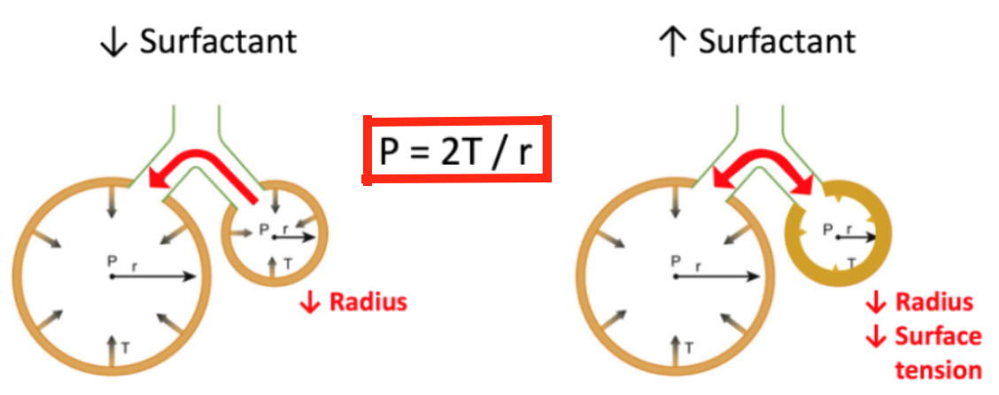 ↓ Surfactant
↑ Surfactant
P = 2T / r
P r
T
P r
T
↓ Radius
P r
T
P r
T
↓ Radius
↓ Surface
tension